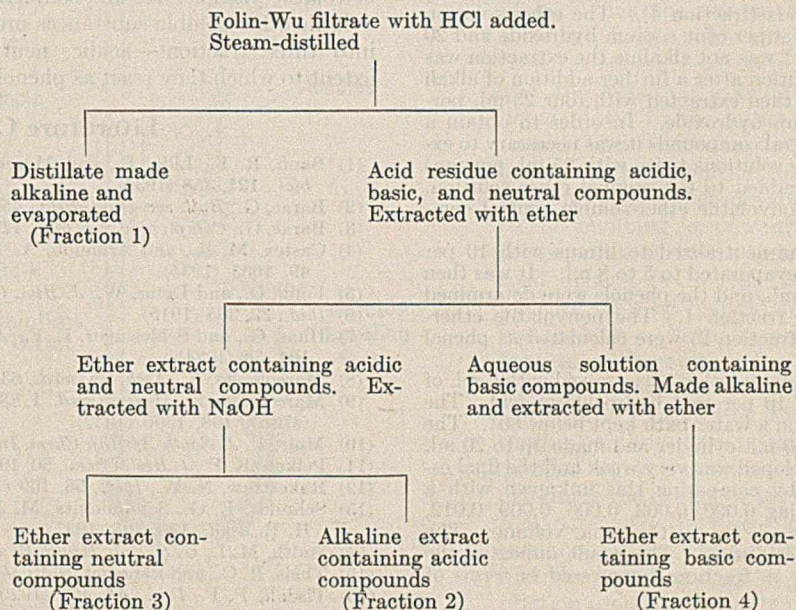 Folin-Wu filtrate with HCl added.
Steam-distilled
Distillate made
alkaline and
evaporated
(Fraction 1)
Acid residue containing acidic,
basic, and neutral compounds.
Extracted with ether
Ether extract containing acidic
and neutral compounds. Ex-
tracted with NaOH
Aqueous solution containing
basic compounds. Made alkaline
and extracted with ether
Ether extract con-
taining neutral
compounds
(Fraction 3)
Alkaline extract
containing acidic
compounds
(Fraction 2)
Ether extract con-
taining basic com-
pounds
(Fraction 4)